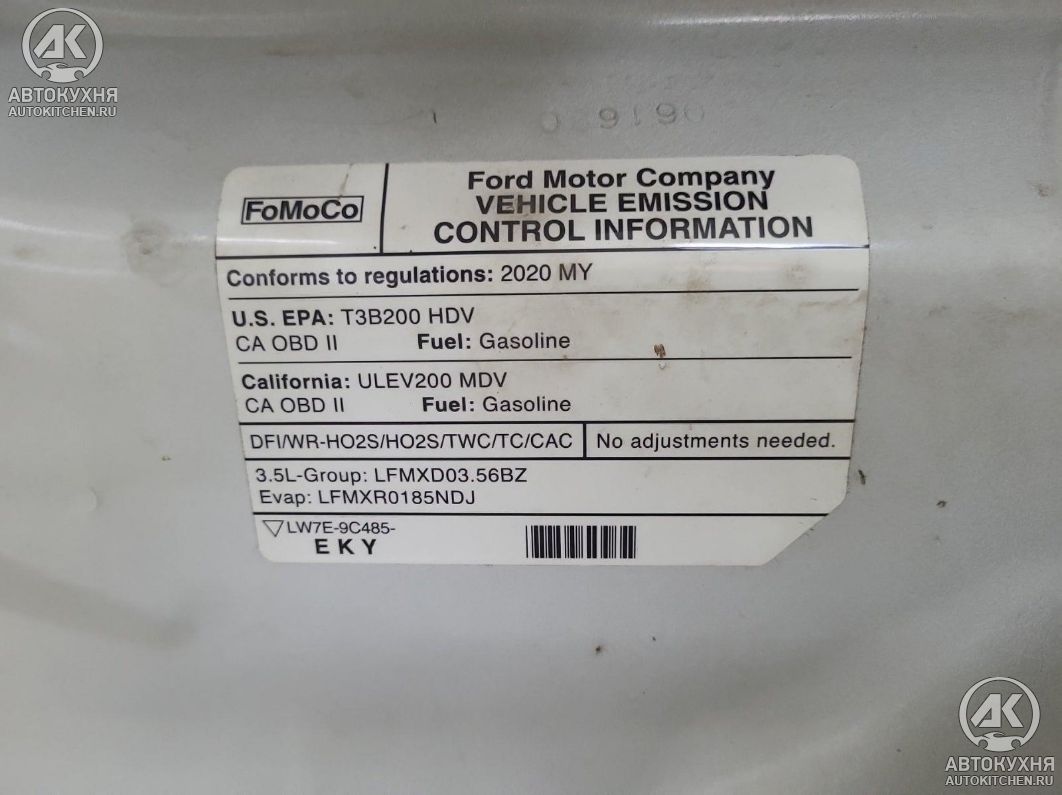 AK
АВТОКУХНЯ
AUTOKITCHEN.RU
FoMoCo
Ford Motor Company
VEHICLE EMISSION
CONTROL INFORMATION
Conforms to regulations: 2020 MY
U.S. EPA: T3B200 HDV
CA OBD II Fuel: Gasoline
California: ULEV200 MDV
CA OBD II Fuel: Gasoline
DFI/WR-HO2S/HO2S/TWC/TC/CAC
No adjustments needed.
3.5L-Group: LFMXD03.56BZ
Evap: LFMXR0185NDJ
LW7E-9C485-
E K Y
AK
АВТОКУХНЯ
AUTOKITCHEN.RU